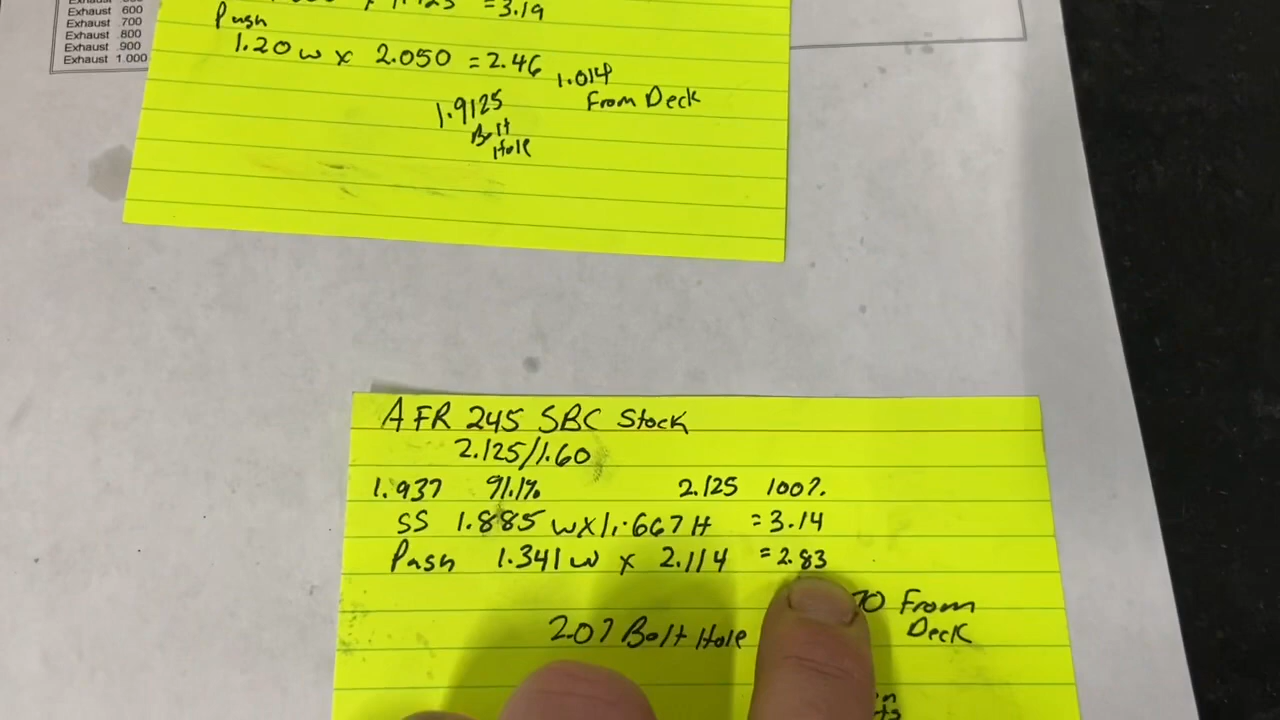 Exhaust 600
Exhaust .700
Exhaust .800
Exhaust .900
Exhaust 1.000
=3.19
Push
1.20 w x 2.050 = 2.46
1.014
From Deck
1.9125
Bolt
Hole
AFR 245 SBC Stock
2.125/1.60
1.937 91.1% 2.125 100%.
SS 1.885 w x 1.667 H = 3.14
Push 1.341 w x 2.114 = 2.83
70 From
Deck
2.07 Bolt Hole